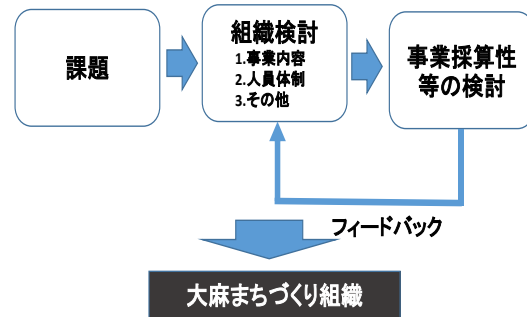 課題
組織検討
1.事業内容
2.人員体制
3.その他
事業採算性
等の検討
フィードバック
大麻まちづくり組織